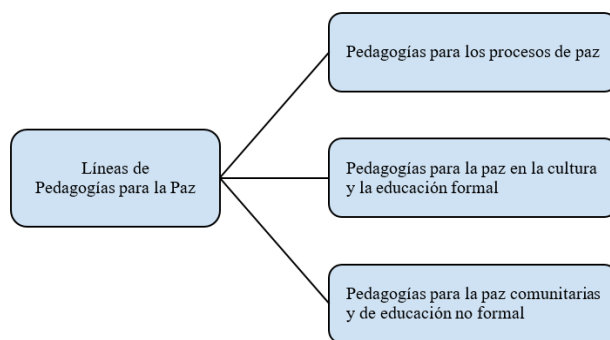 Líneas de
Pedagogías para la Paz
Pedagogías para los procesos de paz
Pedagogías para la paz en la cultura
y la educación formal
Pedagogías para la paz comunitarias
y de educación no formal